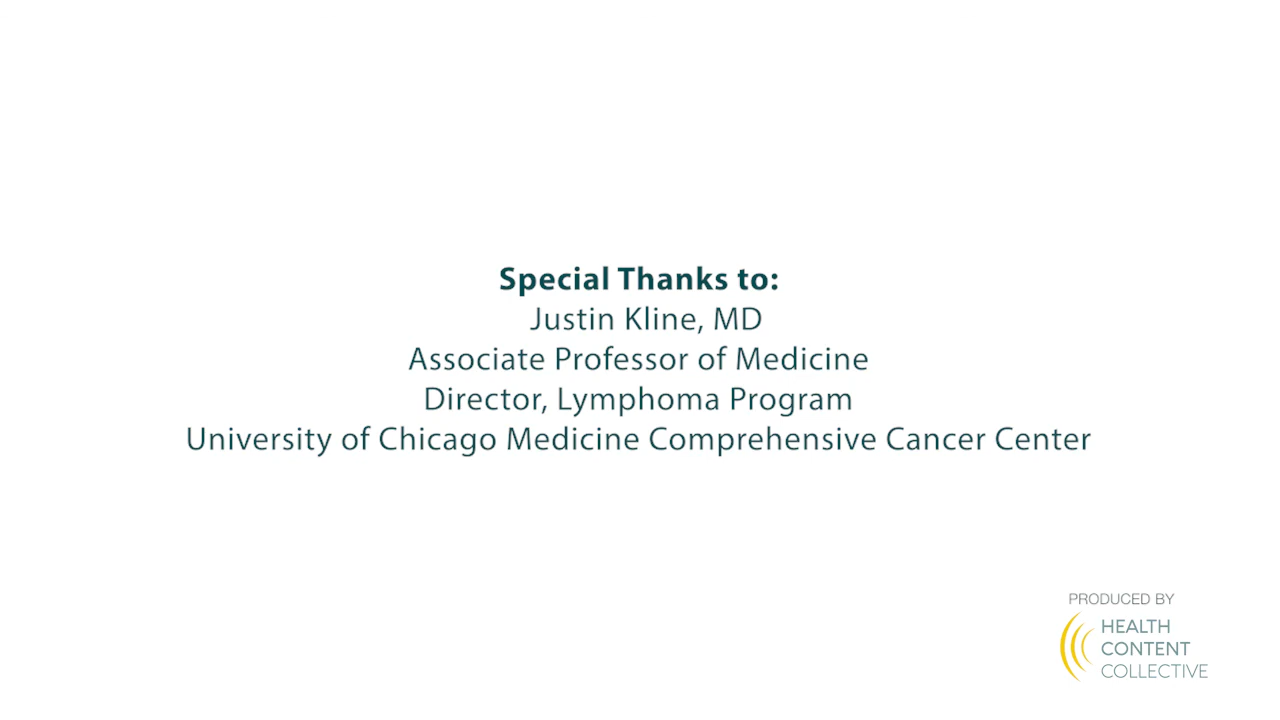 Special Thanks to:
Justin Kline, MD
Associate Professor of Medicine
Director, Lymphoma Program
University of Chicago Medicine Comprehensive Cancer Center
PRODUCED BY
HEALTH
CONTENT
COLLECTIVE